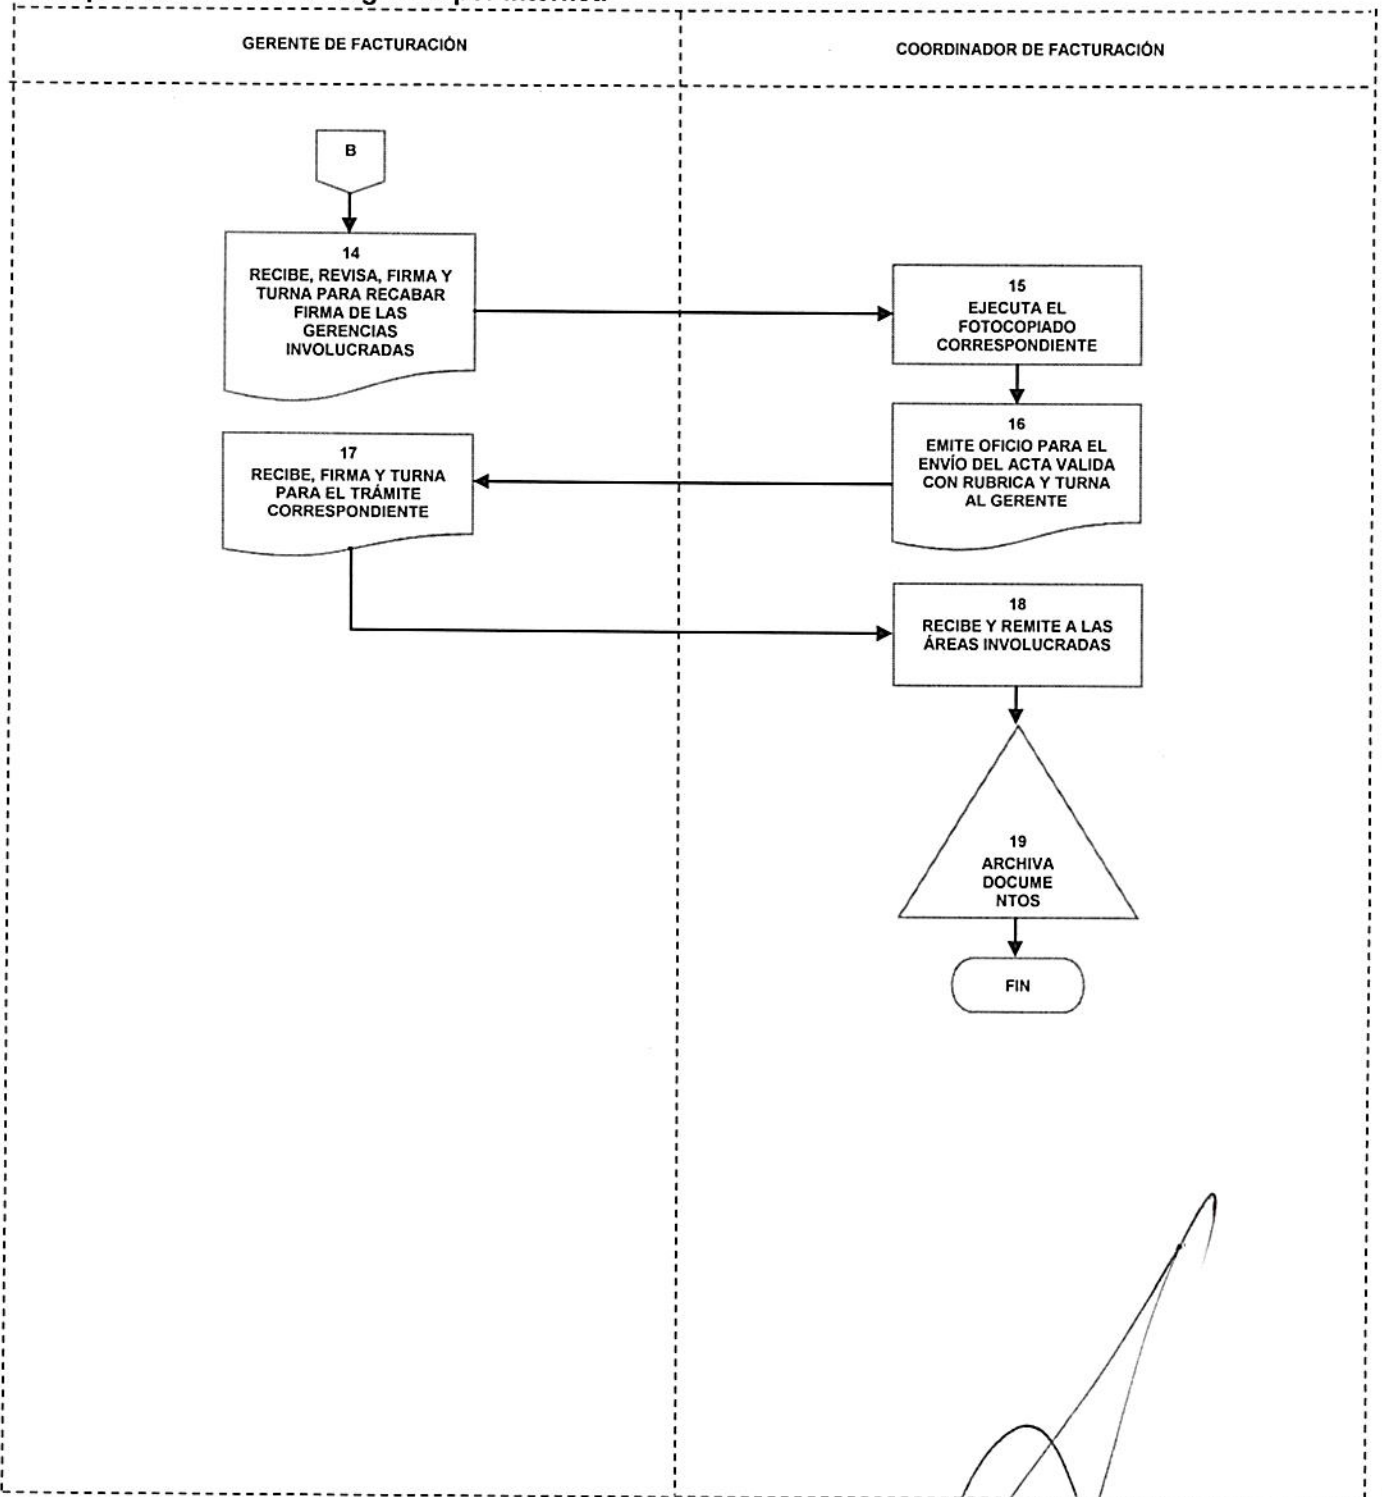 GERENTE DE FACTURACIÓN
COORDINADOR DE FACTURACIÓN
B
14
RECIBE, REVISA, FIRMA Y
TURNA PARA RECABAR
FIRMA DE LAS
GERENCIAS
INVOLUCRADAS
15
EJECUTA EL
FOTOCOPIADO
CORRESPONDIENTE
16
EMITE OFICIO PARA EL
ENVÍO DEL ACTA VALIDA
CON RUBRICA Y TURNA
AL GERENTE
17
RECIBE, FIRMA Y TURNA
PARA EL TRÁMITE
CORRESPONDIENTE
18
RECIBE Y REMITE A LAS
ÁREAS INVOLUCRADAS
19
ARCHIVA
DOCUME
NTOS
FIN